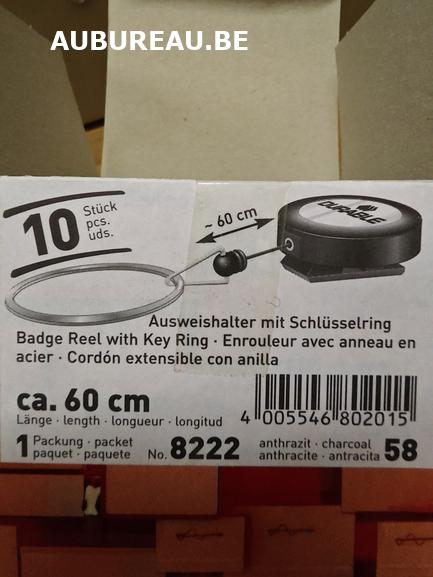 AUBUREAU.BE
10 Stück
pcs.
uds.
~ 60 cm
DURABLE
Ausweishalter mit Schlüsselring
Badge Reel with Key Ring · Enrouleur avec anneau en
acier · Cordón extensible con anilla
ca. 60 cm
Länge · length · longueur · longitud
4 005546 802015
1 Packung · packet
paquet · paquete
No. 8222
anthrazit · charcoal
anthracite · antracita
58